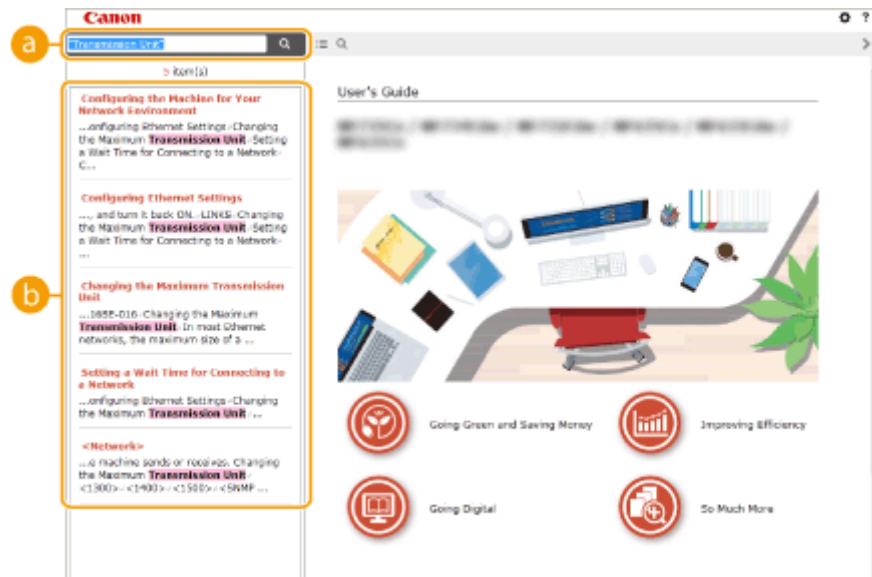 Canon
?
a
"Transmission Unit"
5 item(s)
b
Configuring the Machine for Your
Network Environment
...onfiguring Ethernet Settings›Changing
the Maximum Transmission Unit›Setting
a Wait Time for Connecting to a Network›
C...
Configuring Ethernet Settings
..., and turn it back ON.›LINKS›Changing
the Maximum Transmission Unit›Setting
a Wait Time for Connecting to a Network›
...
Changing the Maximum Transmission
Unit
...16SE-016›Changing the Maximum
Transmission Unit› In most Ethernet
networks, the maximum size of a ...
Setting a Wait Time for Connecting to
a Network
...onfiguring Ethernet Settings›Changing
the Maximum Transmission Unit›...
<Network>
...e machine sends or receives. Changing
the Maximum Transmission Unit›
<1300>›<1400>›<1500>›<SNMP ...
User's Guide
Going Green and Saving Money
Improving Efficiency
Going Digital
So Much More